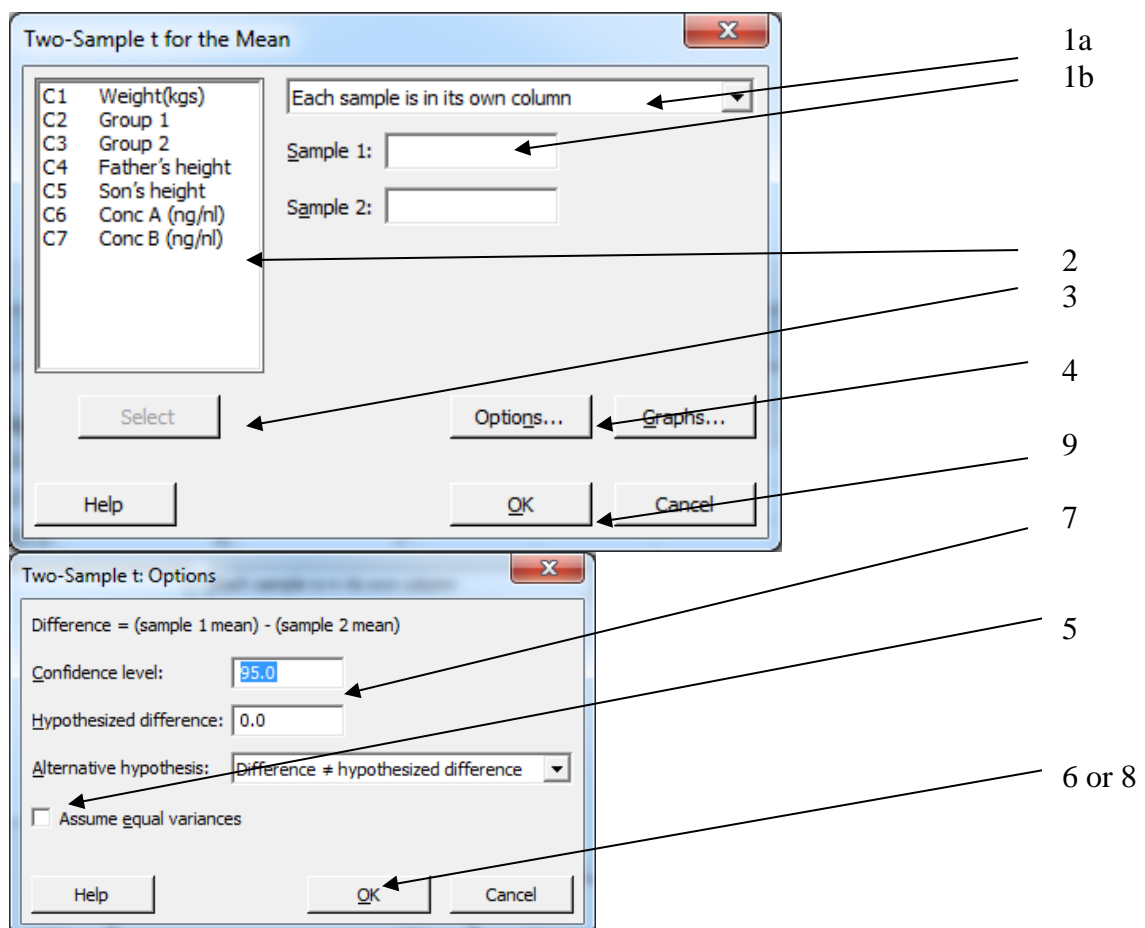 Two-Sample t for the Mean
1a
1b
C1 Weight(kgs)
C2 Group 1
C3 Group 2
C4 Father's height
C5 Son's height
C6 Conc A (ng/nl)
C7 Conc B (ng/nl)
Each sample is in its own column
Sample 1:
Sample 2:
2
3
4
Select
Options...
Graphs...
9
Help
OK
Cancel
7
Two-Sample t: Options
Difference = (sample 1 mean) - (sample 2 mean)
5
Confidence level: 95.0
Hypothesized difference: 0.0
Alternative hypothesis: Difference ≠ hypothesized difference
6 or 8
Assume equal variances
Help
OK
Cancel